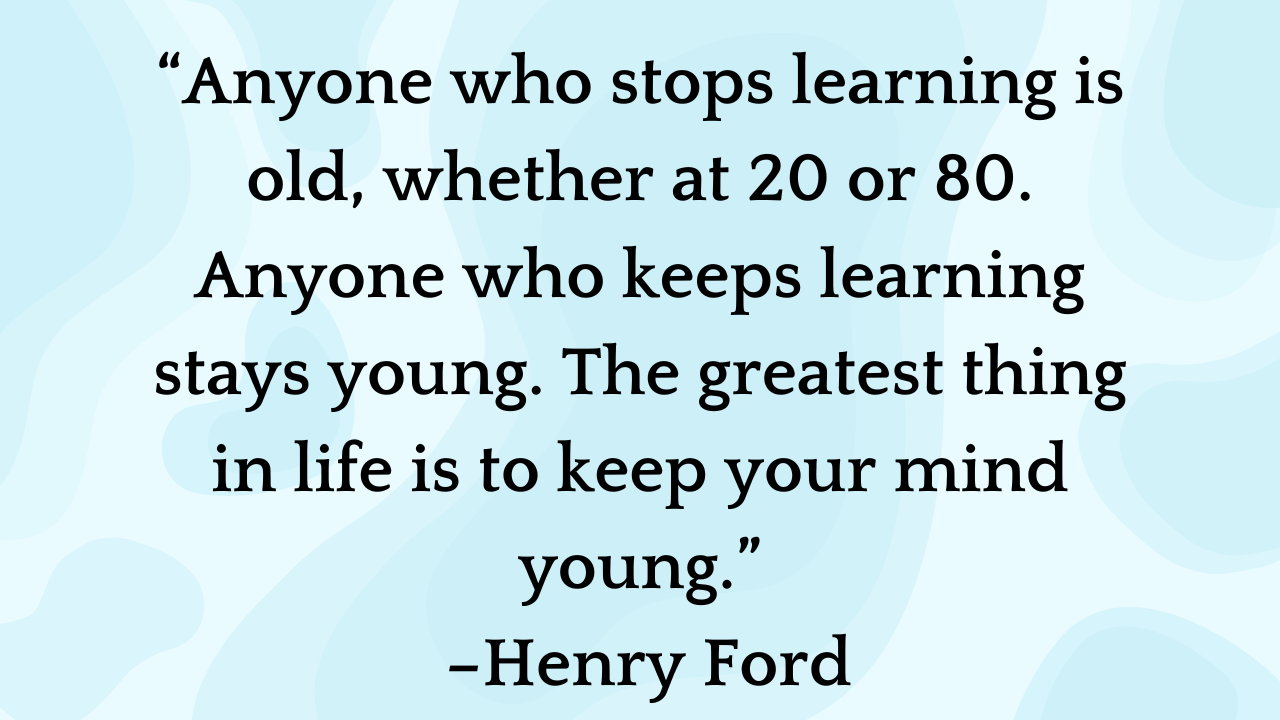 “Anyone who stops learning is
old, whether at 20 or 80.
Anyone who keeps learning
stays young. The greatest thing
in life is to keep your mind
young.”
–Henry Ford